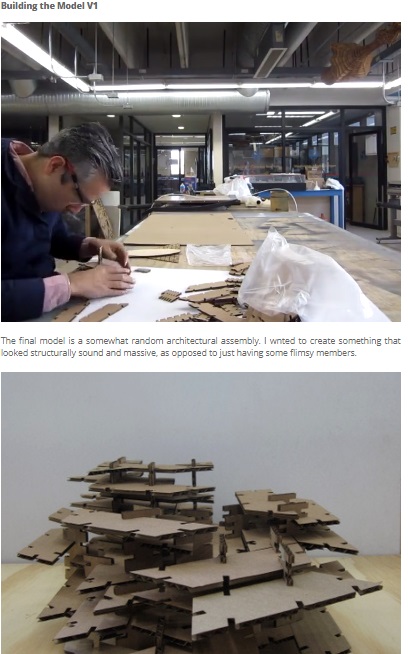 Building the Model V1
The final model is a somewhat random architectural assembly. I wnted to create something that
looked structurally sound and massive, as opposed to just having some flimsy members.